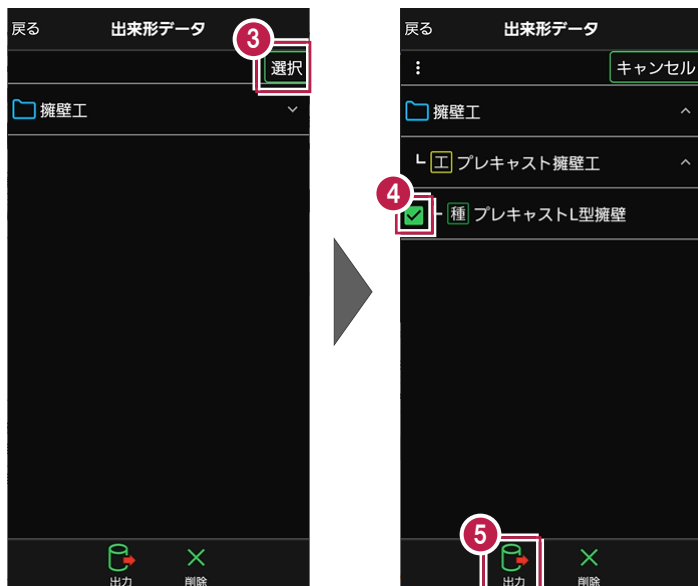 戻る 出来形データ
3
選択
擁壁工
出力 削除
戻る 出来形データ
キャンセル
擁壁工
工 プレキャスト擁壁工
4
種 プレキャストL型擁壁
5
出力 削除